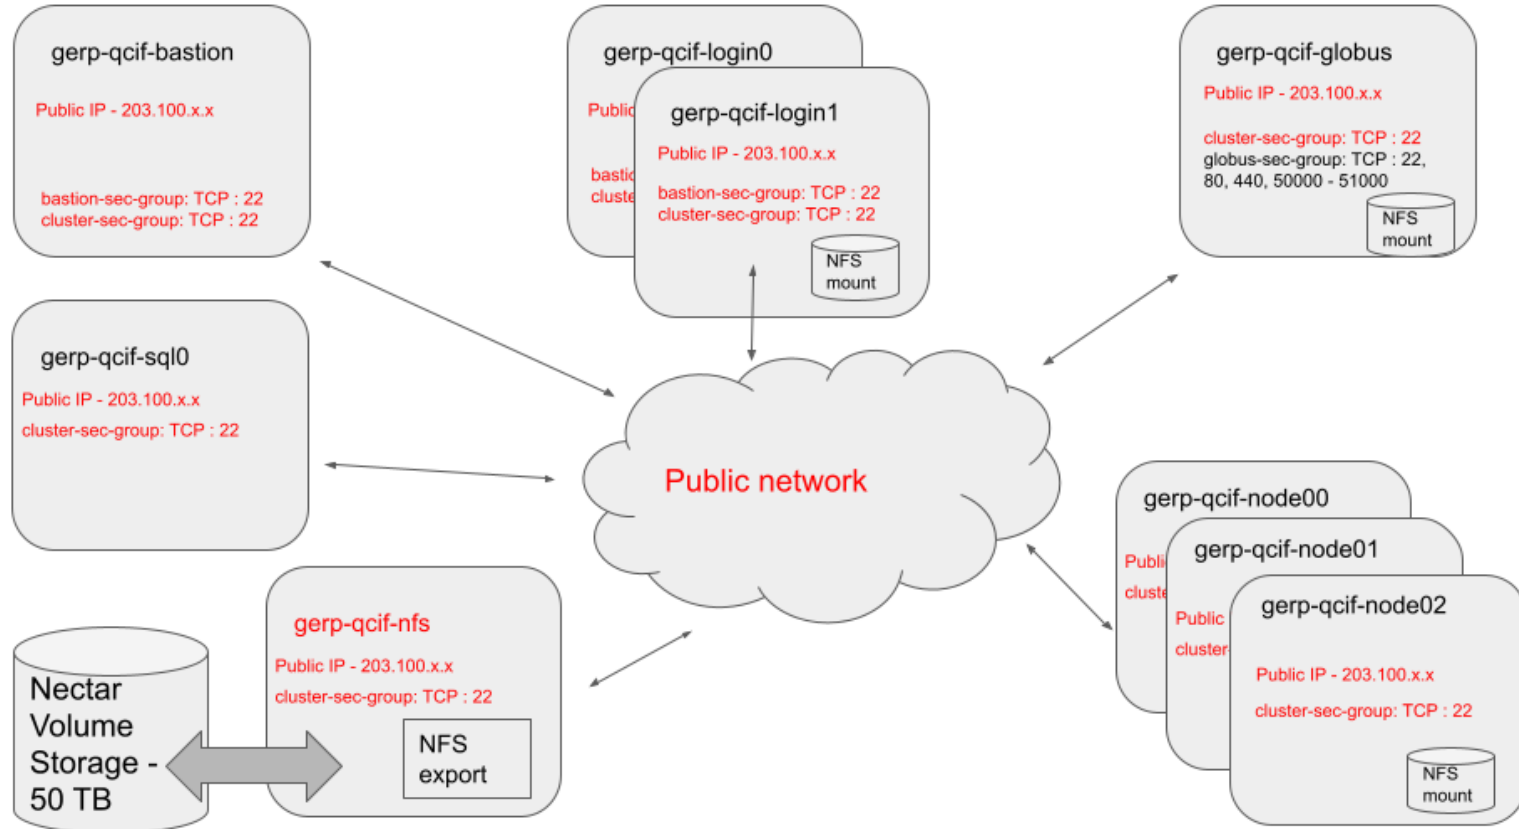 gerp-qcif-bastion
Public IP - 203.100.x.x
bastion-sec-group: TCP : 22
cluster-sec-group: TCP : 22
gerp-qcif-login0
Public
bastic
cluste
gerp-qcif-login1
Public IP - 203.100.x.x
bastion-sec-group: TCP : 22
cluster-sec-group: TCP : 22
NFS
mount
gerp-qcif-globus
Public IP - 203.100.x.x
cluster-sec-group: TCP : 22
globus-sec-group: TCP : 22,
80, 440, 50000 - 51000
NFS
mount
gerp-qcif-sql0
Public IP - 203.100.x.x
cluster-sec-group: TCP : 22
Public network
gerp-qcif-node00
Publi
cluste
gerp-qcif-node01
Public
cluster-
gerp-qcif-node02
Public IP - 203.100.x.x
cluster-sec-group: TCP : 22
NFS
mount
gerp-qcif-nfs
Public IP - 203.100.x.x
cluster-sec-group: TCP : 22
NFS
export
Nectar
Volume
Storage -
50 TB